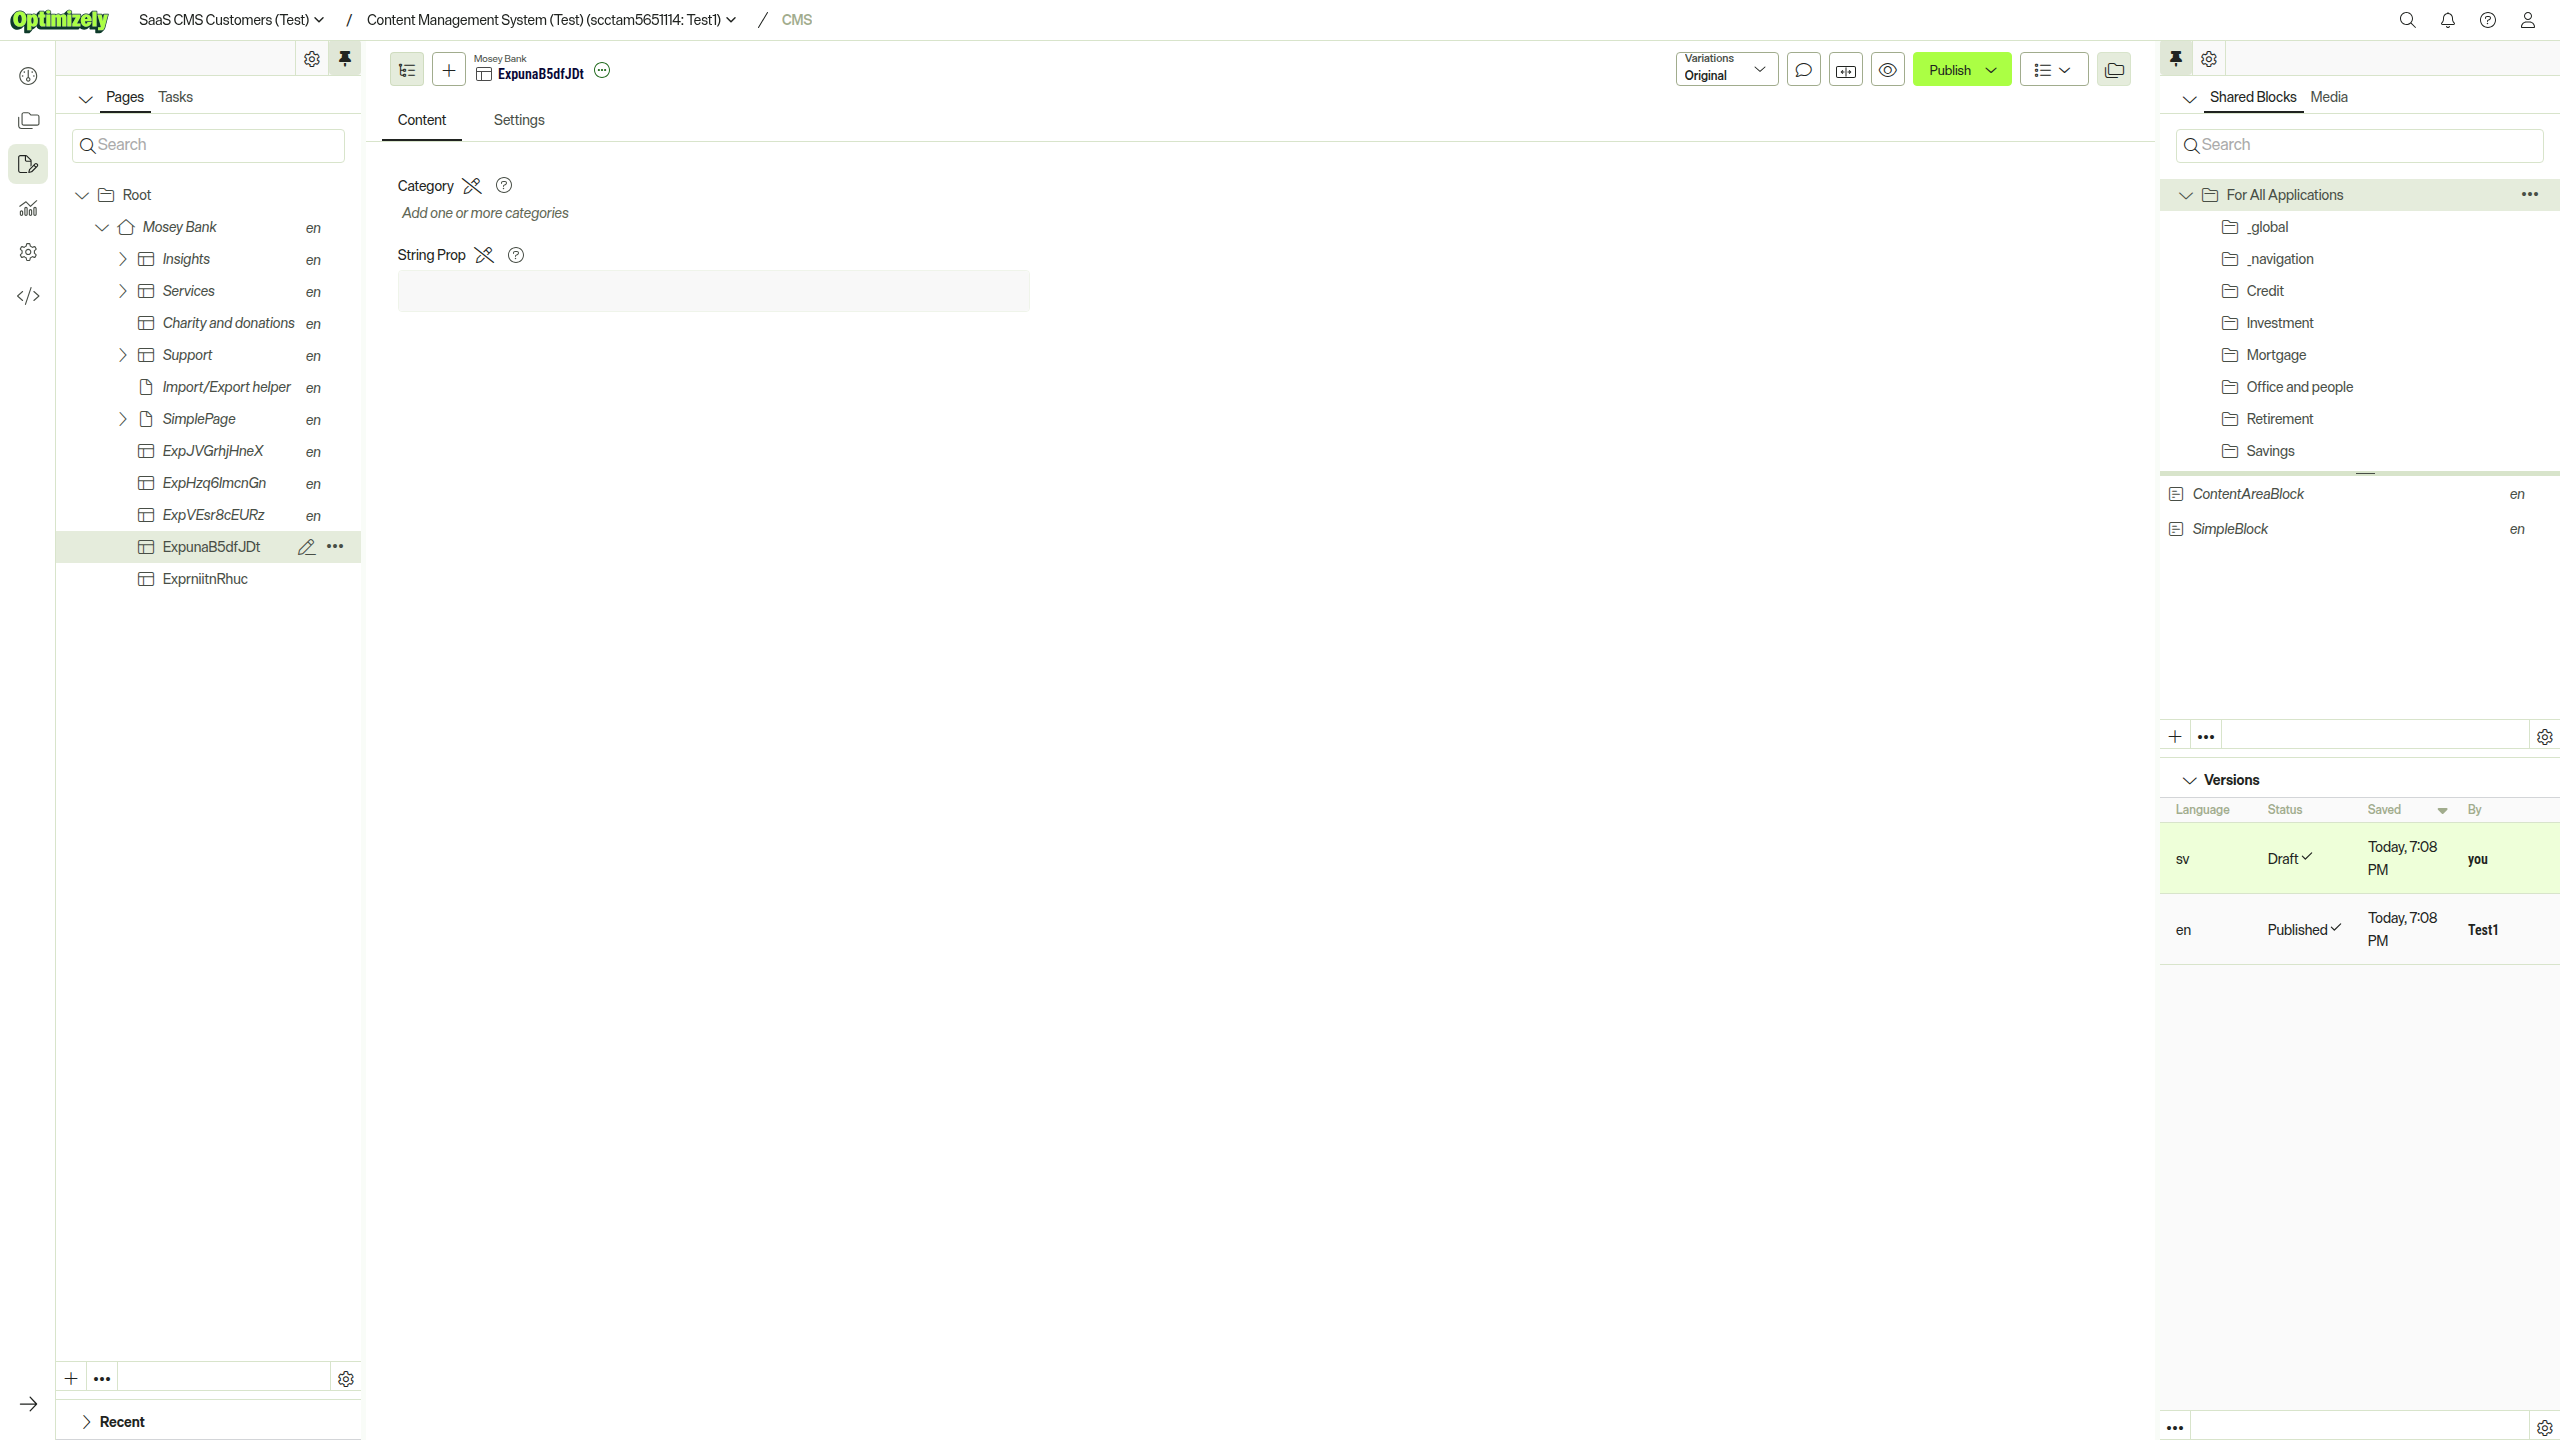 Optimizely
SaaS CMS Customers (Test) / Content Management System (Test) (scctam5651114: Test1) / CMS
Pages Tasks
Search
Root
Mosey Bank en
Insights en
Services en
Charity and donations en
Support en
Import/Export helper en
SimplePage en
ExpJVGrhjHneX en
ExpHzq6lmcnGn en
ExpVEsr8cEURz en
ExpunaB5dfJDt
ExprniitnRhuc
Recent
Mosey Bank
ExpunaB5dfJDt
Variations
Original
Publish
Content Settings
Category
Add one or more categories
String Prop
Shared Blocks Media
Search
For All Applications
_global
_navigation
Credit
Investment
Mortgage
Office and people
Retirement
Savings
ContentAreaBlock en
SimpleBlock en
Versions
Language Status Saved By
sv Draft Today, 7:08 PM you
en Published Today, 7:08 PM Test1